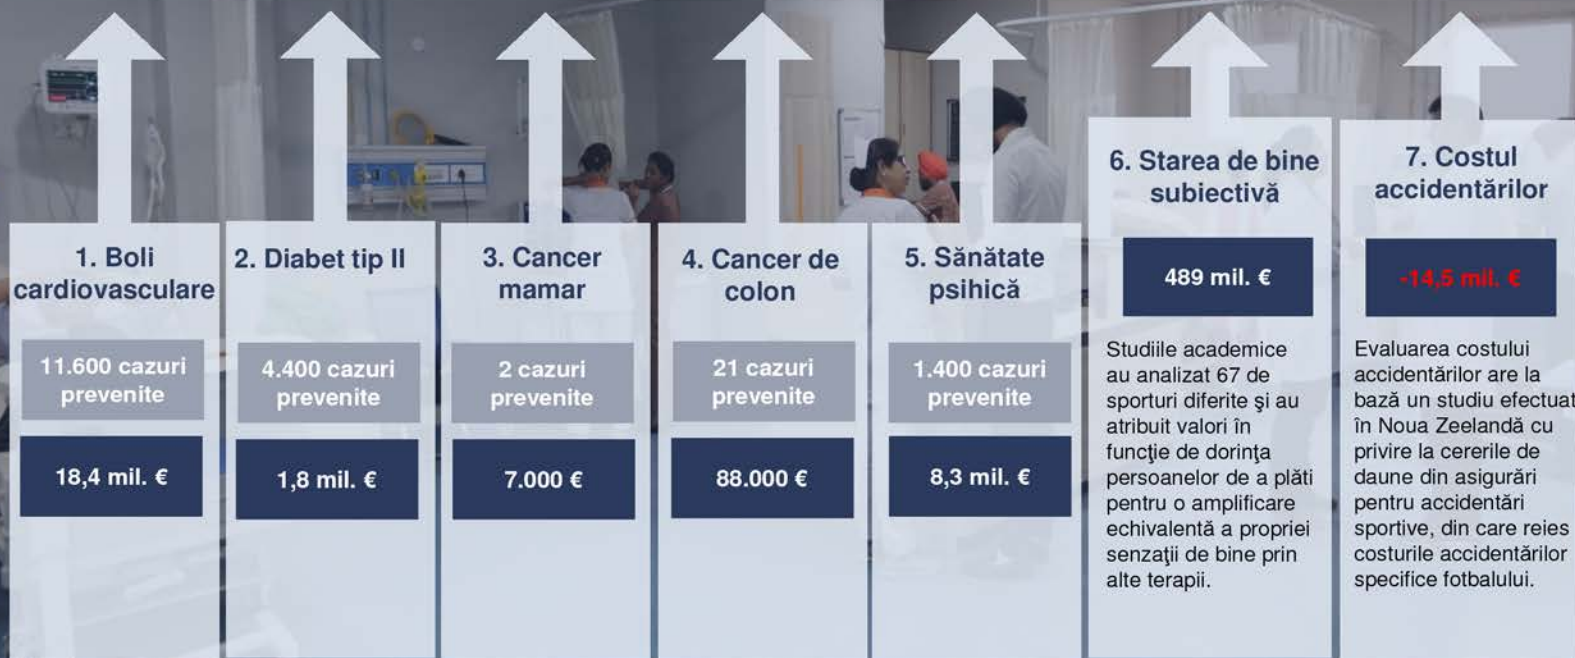 1. Boli
cardiovasculare
11.600 cazuri
prevenite
18,4 mil. €
2. Diabet tip II
4.400 cazuri
prevenite
1,8 mil. €
3. Cancer
mamar
2 cazuri
prevenite
7.000 €
4. Cancer de
colon
21 cazuri
prevenite
88.000 €
5. Sănătate
psihică
1.400 cazuri
prevenite
8,3 mil. €
6. Starea de bine
subiectivă
489 mil. €
Studiile academice
au analizat 67 de
sporturi diferite şi au
atribuit valori în
funcţie de dorinţa
persoanelor de a plăti
pentru o amplificare
echivalentă a propriei
senzaţii de bine prin
alte terapii.
7. Costul
accidentărilor
-14,5 mil. €
Evaluarea costului
accidentărilor are la
bază un studiu efectuat
în Noua Zeelandă cu
privire la cererile de
daune din asigurări
pentru accidentări
sportive, din care reies
costurile accidentărilor
specifice fotbalului.